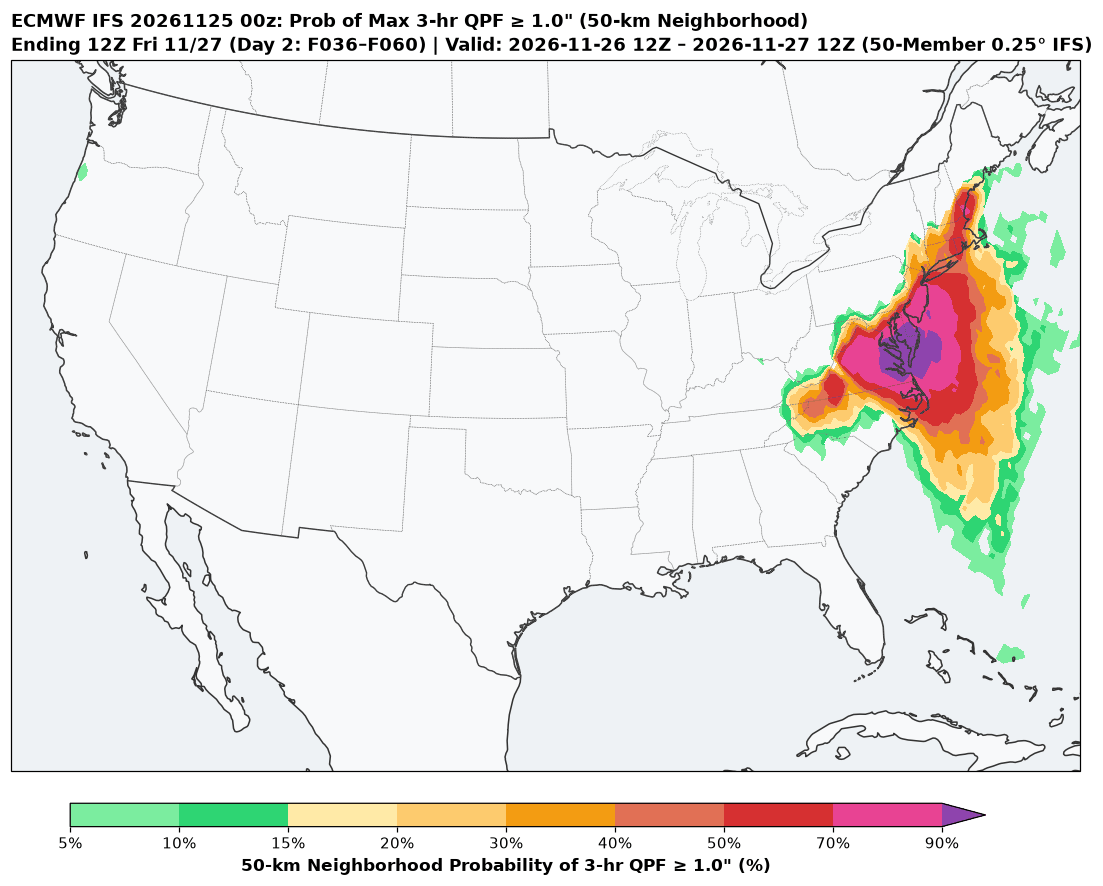 ECMWF IFS 20261125 00z: Prob of Max 3-hr QPF ≥ 1.0" (50-km Neighborhood)
Ending 12Z Fri 11/27 (Day 2: F036–F060) | Valid: 2026-11-26 12Z – 2026-11-27 12Z (50-Member 0.25° IFS)
5% 10% 15% 20% 30% 40% 50% 70% 90%
50-km Neighborhood Probability of 3-hr QPF ≥ 1.0" (%)